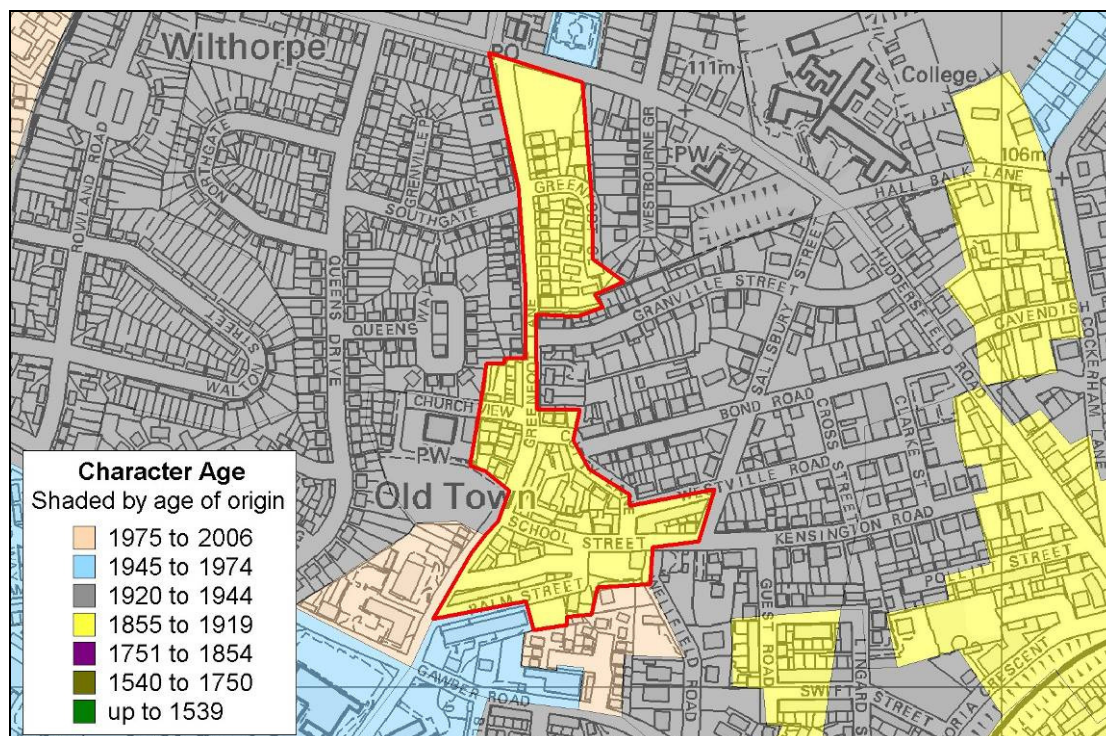 Wilthorpe
PO
111m
College
ROWLAND ROAD
NORTHGATE
GRENVILLE P
SOUTHGATE
WESTBOURNE GR
PW
106m
HALL BALK LANE
GREEN
QUEENS DRIVE
QUEENS
WAY
GRANVILLE STREET
SALISBURY STREET
HUDDERSFIELD ROAD
CAVENDISH
COCKERHAM LANE
WALTON
STREET
CHURCH
VIEW
GREENFOOT LANE
BOND ROAD
CROSS STREET
CLARKE S
PW
Old Town
WESTVILLE ROAD
SCHOOL STREET
KENSINGTON ROAD
POLLITT STREET
PALM STREET
GAWBER ROAD
GUEST ROAD
LINGARD S
SWIFT
STREET
CRESCENT
Character Age
Shaded by age of origin
1975 to 2006
1945 to 1974
1920 to 1944
1855 to 1919
1751 to 1854
1540 to 1750
up to 1539